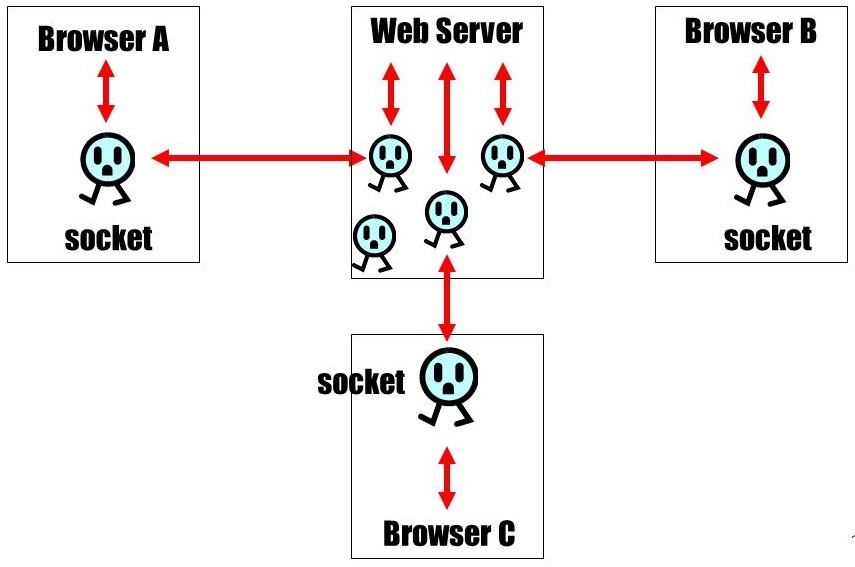 Browser A
Web Server
Browser B
socket
socket
socket
Browser C